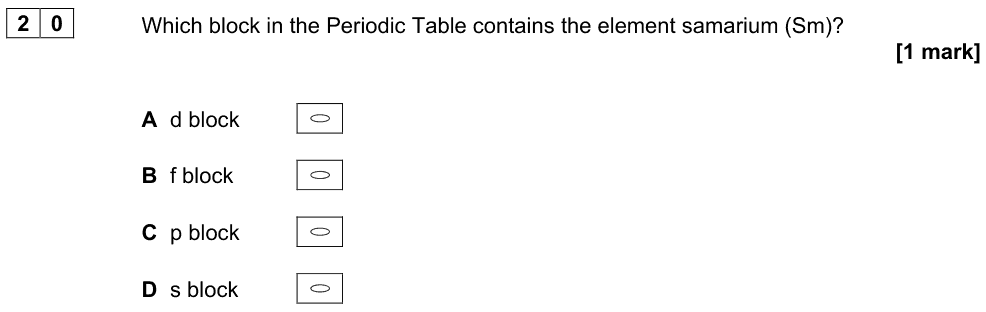 2 0 Which block in the Periodic Table contains the element samarium (Sm)?
[1 mark]
A d block
B f block
C p block
D s block